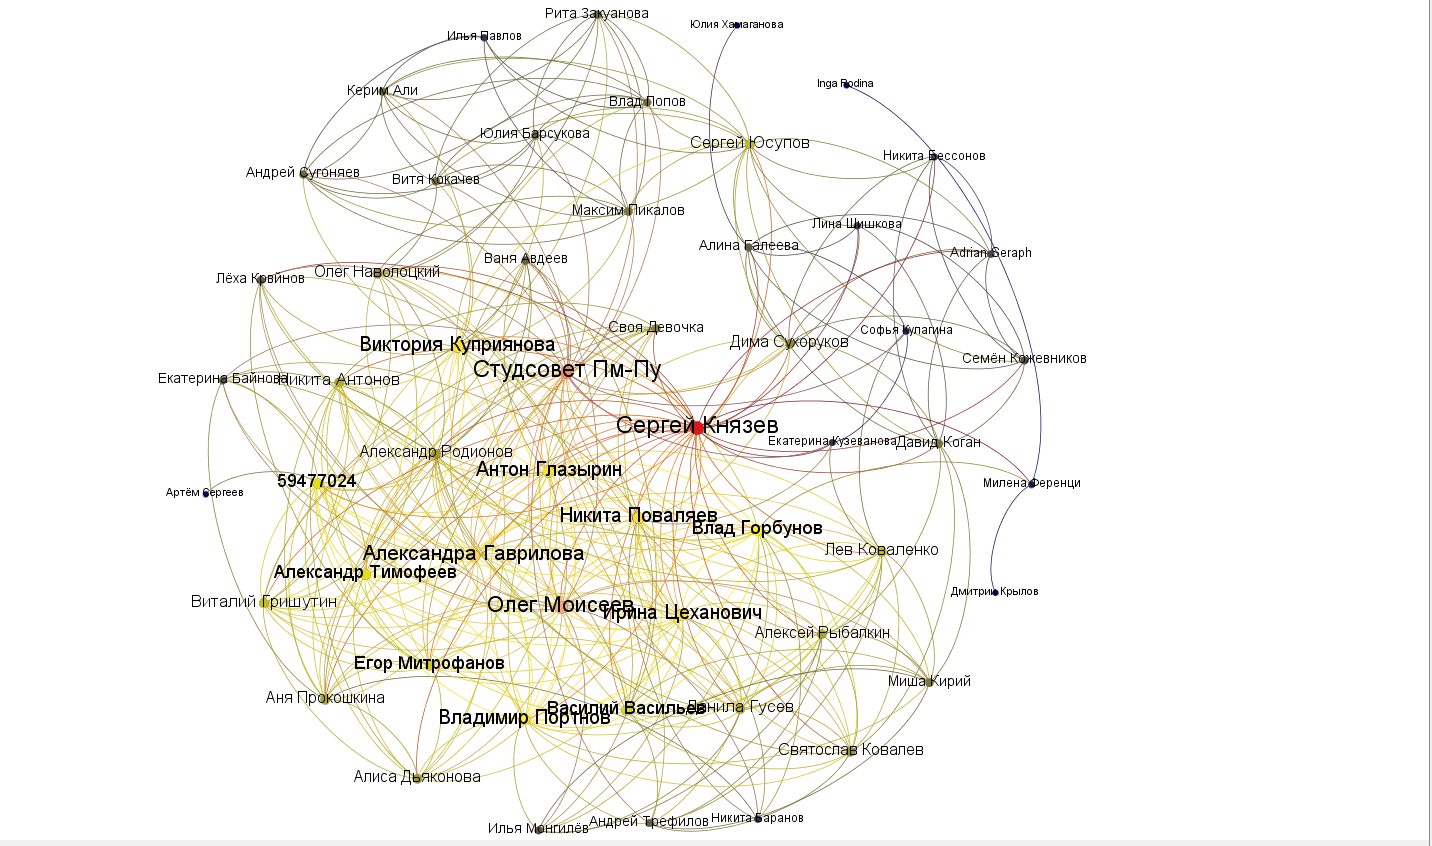 Рита Закуанова
Юлия Хамаганова
Илья Павлов
Inga Rodina
Керим Али
Влад Попов
Юлия Барсукова
Сергей Юсупов
Никита Бессонов
Андрей Сугоняев
Витя Кокачев
Максим Пикалов
Лина Шишкова
Алина Балеева
Adrian Seraph
Ваня Авдеев
Олег Наволоцкий
Лёха Крвйнов
Своя Девочка
Софья Кулагина
Дима Сухоруков
Виктория Куприянова
Семён Кожевников
Студсовет Пм-Пу
Екатерина Байнова
Никита Антонов
Сергей Князев
Екатерина Кузеванова
Давид Коган
Александр Родионов
Антон Глазырин
59477024
Милена Ференци
Артём Сергеев
Никита Поваляев
Влад Горбунов
Лев Коваленко
Александра Гаврилова
Александр Тимофеев
Дмитрий Крылов
Виталий Гришутин
Олег Моисеев
Ирина Цеханович
Алексей Рыбалкин
Егор Митрофанов
Миша Кирий
Аня Прокошкина
Василий Васильев
Данила Гусев
Владимир Портнов
Святослав Ковалев
Алиса Дьяконова
Никита Баранов
Андрей Трефилов
Илья Монгилёв